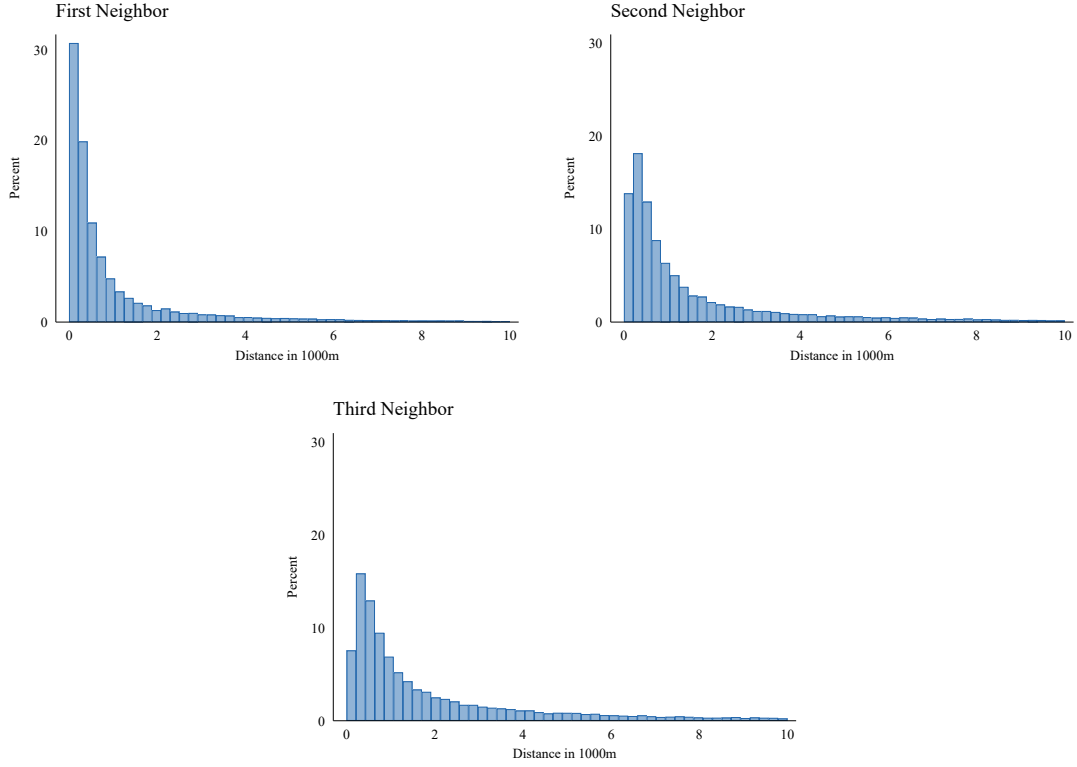 First Neighbor
30
20
10
0
Percent
0 2 4 6 8 10
Distance in 1000m
Second Neighbor
30
20
10
0
Percent
0 2 4 6 8 10
Distance in 1000m
Third Neighbor
30
20
10
0
Percent
0 2 4 6 8 10
Distance in 1000m